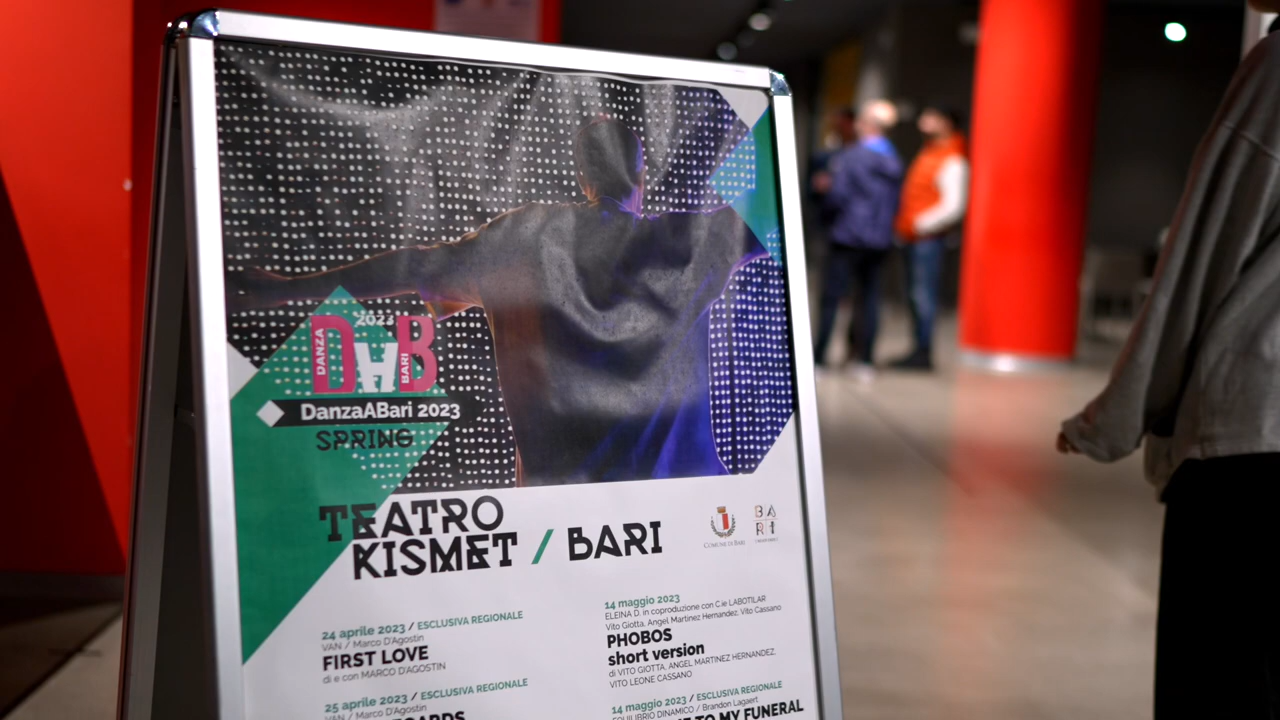 2023
DANZA
DAB
BARI
DanzaABari 2023
SPRING
TEATRO
KISMET / BARI
COMUNE DI BARI
BA
RI
24 aprile 2023 / ESCLUSIVA REGIONALE
VAN / Marco D'Agostin
FIRST LOVE
di e con MARCO D'AGOSTIN
25 aprile 2023 / ESCLUSIVA REGIONALE
VAN / Marco D'Agostin
14 maggio 2023
ELEINA D. in coproduzione con C.ie LABOTILAR
Vito Giotta, Angel Martinez Hernandez, Vito Cassano
PHOBOS
short version
di VITO GIOTTA, ANGEL MARTINEZ HERNANDEZ,
VITO LEONE CASSANO
14 maggio 2023 / ESCLUSIVA REGIONALE
EQUILIBRIO DINAMICO / Brandon Lagaert
TO MY FUNERAL